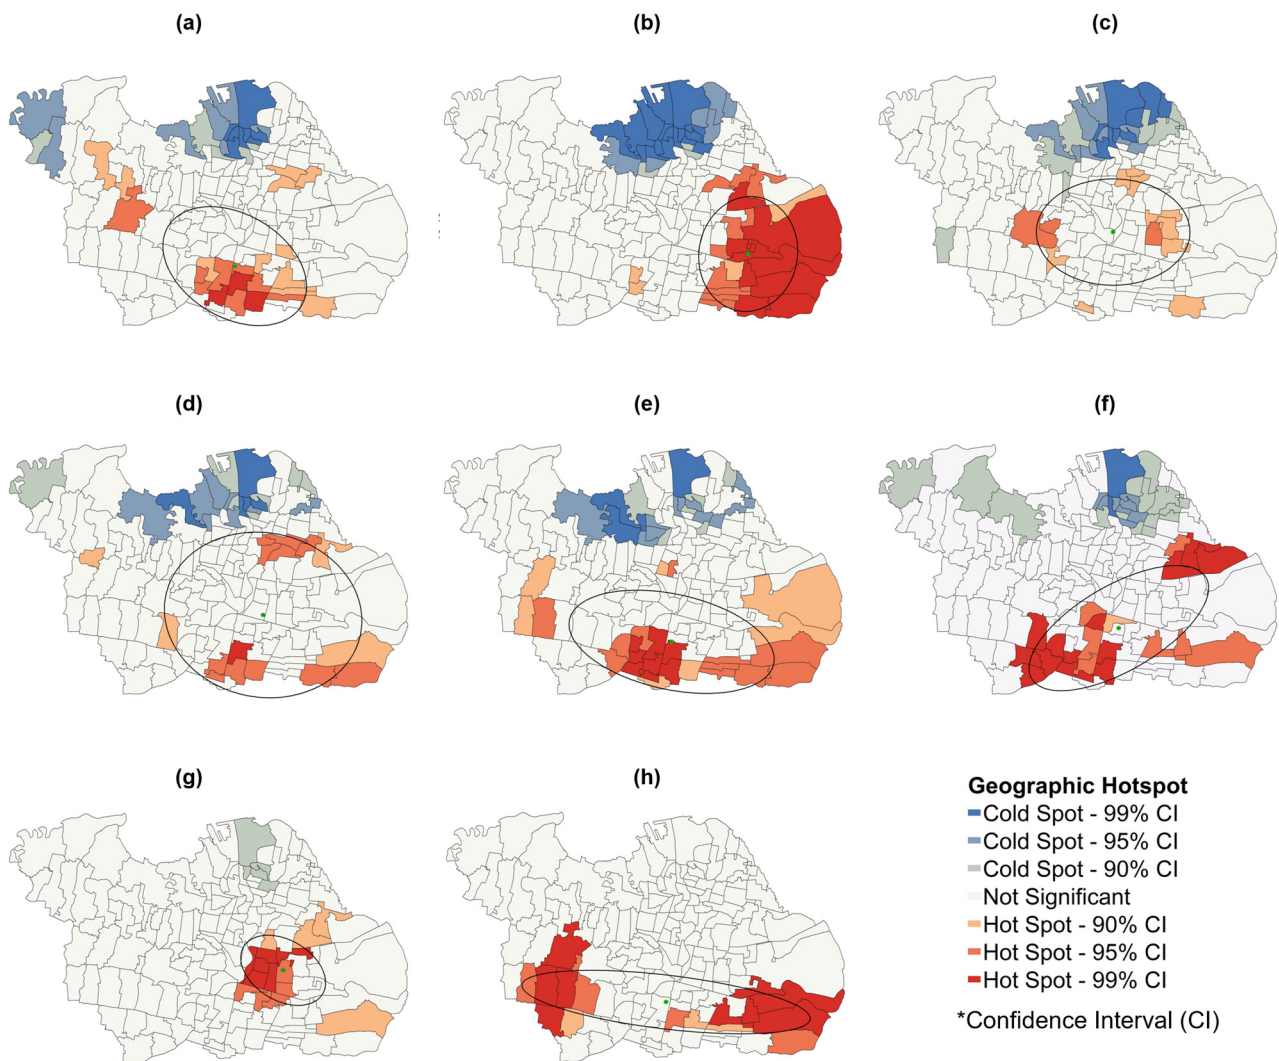 (a)
(b)
(c)
(d)
(e)
(f)
(g)
(h)
Geographic Hotspot
Cold Spot - 99% CI
Cold Spot - 95% CI
Cold Spot - 90% CI
Not Significant
Hot Spot - 90% CI
Hot Spot - 95% CI
Hot Spot - 99% CI
*Confidence Interval (CI)